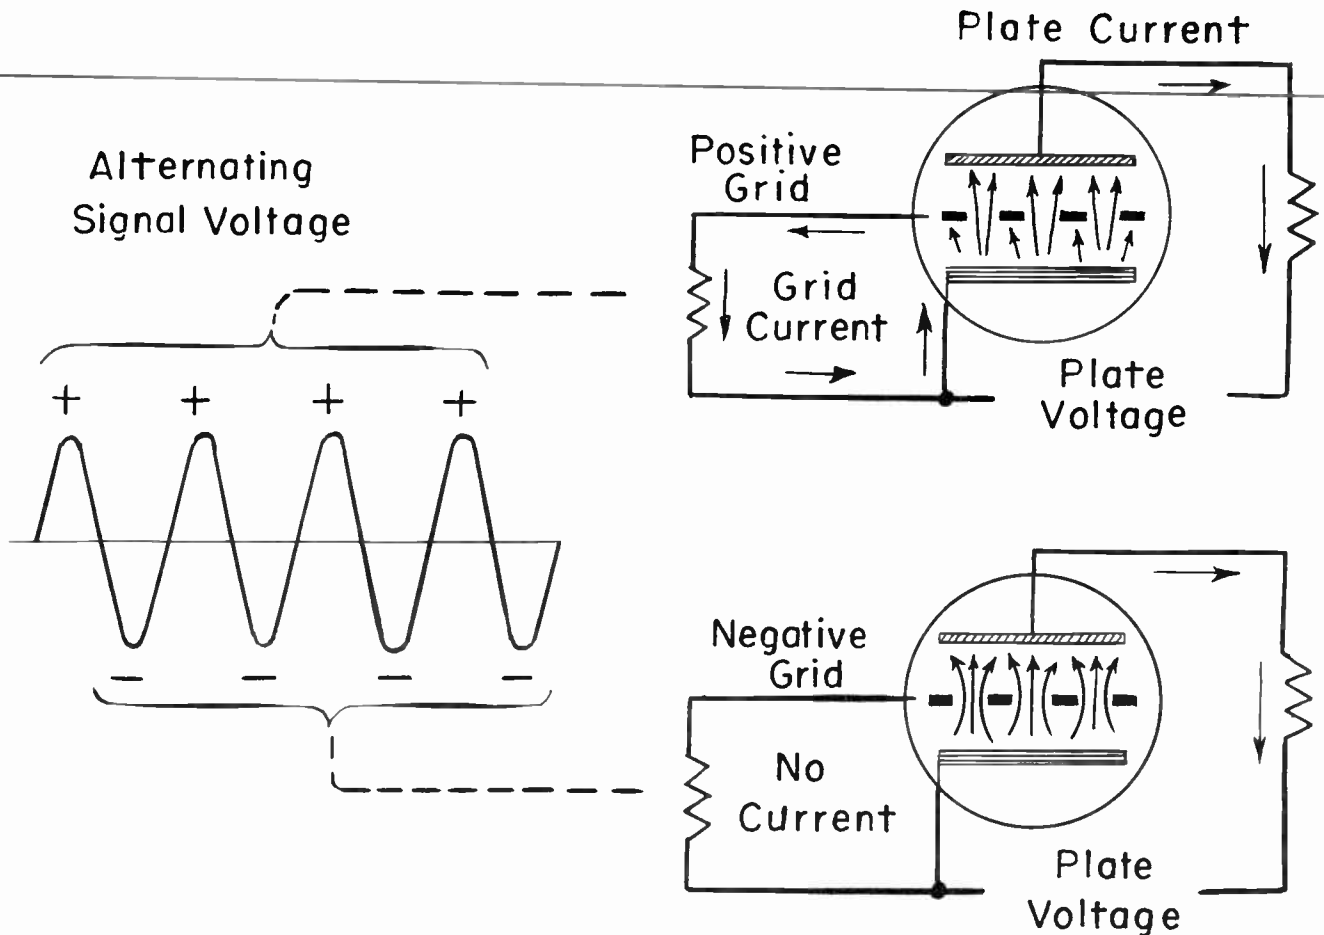 Plate Current
Alternating
Signal Voltage
Positive
Grid
Grid
Current
Plate
Voltage
+ + + +
− − − −
Negative
Grid
No
Current
Plate
Voltage